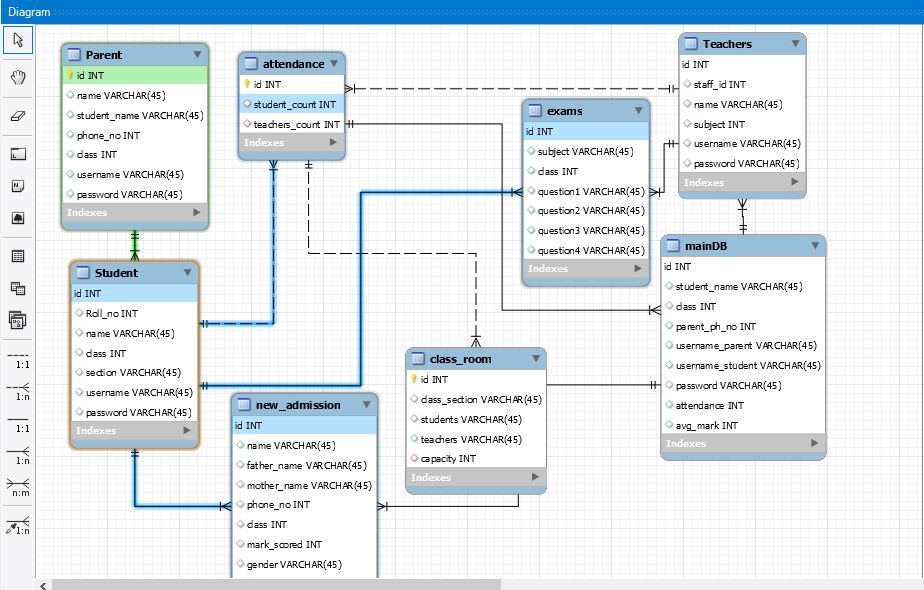 Diagram
Parent
id INT
name VARCHAR(45)
student_name VARCHAR(45)
phone_no INT
class INT
username VARCHAR(45)
password VARCHAR(45)
Indexes
attendance
id INT
student_count INT
teachers_count INT
Indexes
Teachers
id INT
staff_id INT
name VARCHAR(45)
subject INT
username VARCHAR(45)
password VARCHAR(45)
Indexes
exams
id INT
subject VARCHAR(45)
class INT
question1 VARCHAR(45)
question2 VARCHAR(45)
question3 VARCHAR(45)
question4 VARCHAR(45)
Indexes
Student
id INT
Roll_no INT
name VARCHAR(45)
class INT
section VARCHAR(45)
username VARCHAR(45)
password VARCHAR(45)
Indexes
mainDB
id INT
student_name VARCHAR(45)
class INT
parent_ph_no INT
username_parent VARCHAR(45)
username_student VARCHAR(45)
password VARCHAR(45)
attendance INT
avg_mark INT
Indexes
class_room
id INT
class_section VARCHAR(45)
students VARCHAR(45)
teachers VARCHAR(45)
capacity INT
Indexes
new_admission
id INT
name VARCHAR(45)
father_name VARCHAR(45)
mother_name VARCHAR(45)
phone_no INT
class INT
mark_scored INT
gender VARCHAR(45)
1:1
1:n
1:1
1:n
n:m
1:n